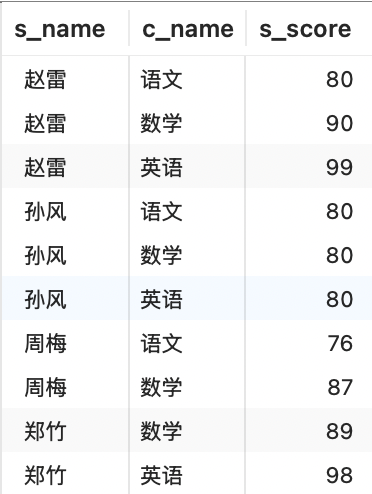 s_name c_name s_score
赵雷 语文 80
赵雷 数学 90
赵雷 英语 99
孙风 语文 80
孙风 数学 80
孙风 英语 80
周梅 语文 76
周梅 数学 87
郑竹 数学 89
郑竹 英语 98